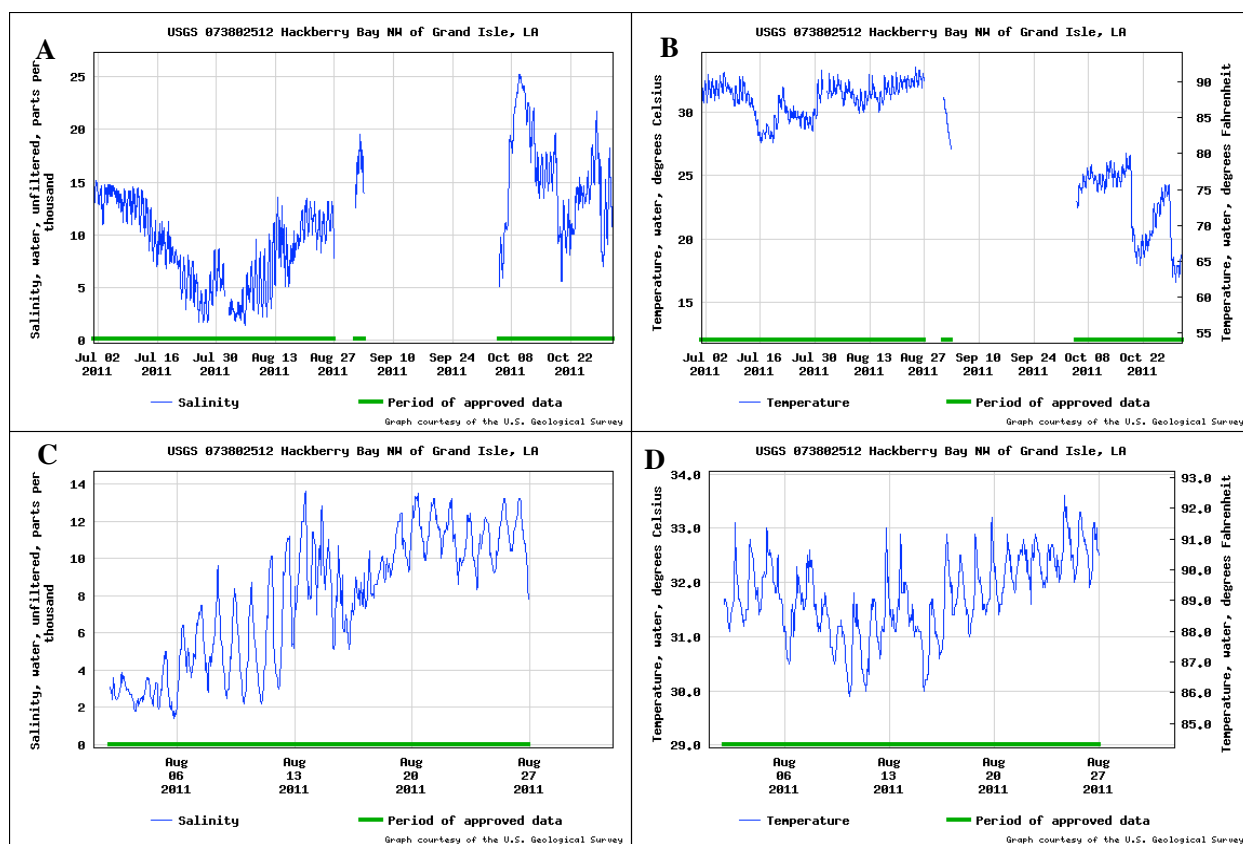 A
USGS 073802512 Hackberry Bay NW of Grand Isle, LA
Salinity, water, unfiltered, parts per
thousand
25
20
15
10
5
0
Jul 02 Jul 16 Jul 30 Aug 13 Aug 27 Sep 10 Sep 24 Oct 08 Oct 22
2011 2011 2011 2011 2011 2011 2011 2011 2011
Salinity Period of approved data
Graph courtesy of the U.S. Geological Survey
B
USGS 073802512 Hackberry Bay NW of Grand Isle, LA
Temperature, water, degrees Celsius
30
25
20
15
Temperature, water, degrees Fahrenheit
90
85
80
75
70
65
60
55
Jul 02 Jul 16 Jul 30 Aug 13 Aug 27 Sep 10 Sep 24 Oct 08 Oct 22
2011 2011 2011 2011 2011 2011 2011 2011 2011
Temperature Period of approved data
Graph courtesy of the U.S. Geological Survey
C
USGS 073802512 Hackberry Bay NW of Grand Isle, LA
Salinity, water, unfiltered, parts per
thousand
14
12
10
8
6
4
2
0
Aug Aug Aug Aug
06 13 20 27
2011 2011 2011 2011
Salinity Period of approved data
Graph courtesy of the U.S. Geological Survey
D
USGS 073802512 Hackberry Bay NW of Grand Isle, LA
Temperature, water, degrees Celsius
34.0
33.0
32.0
31.0
30.0
29.0
Temperature, water, degrees Fahrenheit
93.0
92.0
91.0
90.0
89.0
88.0
87.0
86.0
85.0
Aug Aug Aug Aug
06 13 20 27
2011 2011 2011 2011
Temperature Period of approved data
Graph courtesy of the U.S. Geological Survey